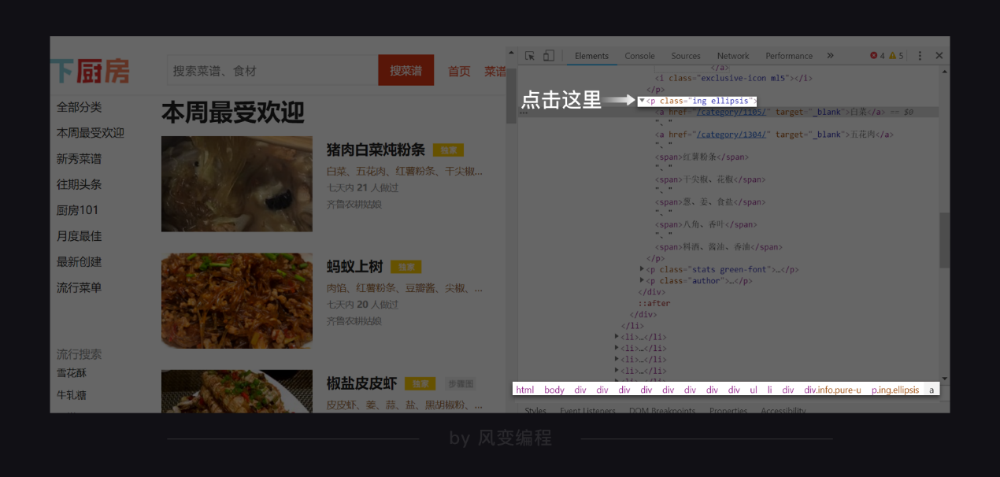 下厨房
搜索菜谱、食材
搜菜谱
首页
菜谱
全部分类
本周最受欢迎
新秀菜谱
往期头条
厨房101
月度最佳
最新创建
流行菜单
流行搜索
雪花酥
牛轧糖
本周最受欢迎
猪肉白菜炖粉条 独家
白菜、五花肉、红薯粉条、干尖椒...
七天内 21 人做过
齐鲁农耕姑娘
蚂蚁上树 独家
肉馅、红薯粉条、豆瓣酱、尖椒、...
七天内 20 人做过
齐鲁农耕姑娘
椒盐皮皮虾 独家 步骤图
皮皮虾、姜、蒜、盐、黑胡椒粉、...
Elements Console Sources Network Performance » 4 5
</a>
<i class="exclusive-icon ml5"></i>
</p>
点击这里
<p class="ing ellipsis">
<a href="/category/1105/" target="_blank">白菜</a> == $0
"、"
<a href="/category/1304/" target="_blank">五花肉</a>
"、"
<span>红薯粉条</span>
"、"
<span>干尖椒、花椒</span>
"、"
<span>葱、姜、食盐</span>
"、"
<span>八角、香叶</span>
"、"
<span>料酒、酱油、香油</span>
</p>
<p class="stats green-font">…</p>
<p class="author">…</p>
</div>
::after
</div>
</li>
<li>…</li>
<li>…</li>
<li>…</li>
<li>…</li>
html body div div div div div div div div ul li div div.info.pure-u p.ing.ellipsis a
Styles Event Listeners DOM Breakpoints Properties Accessibility
by 风变编程